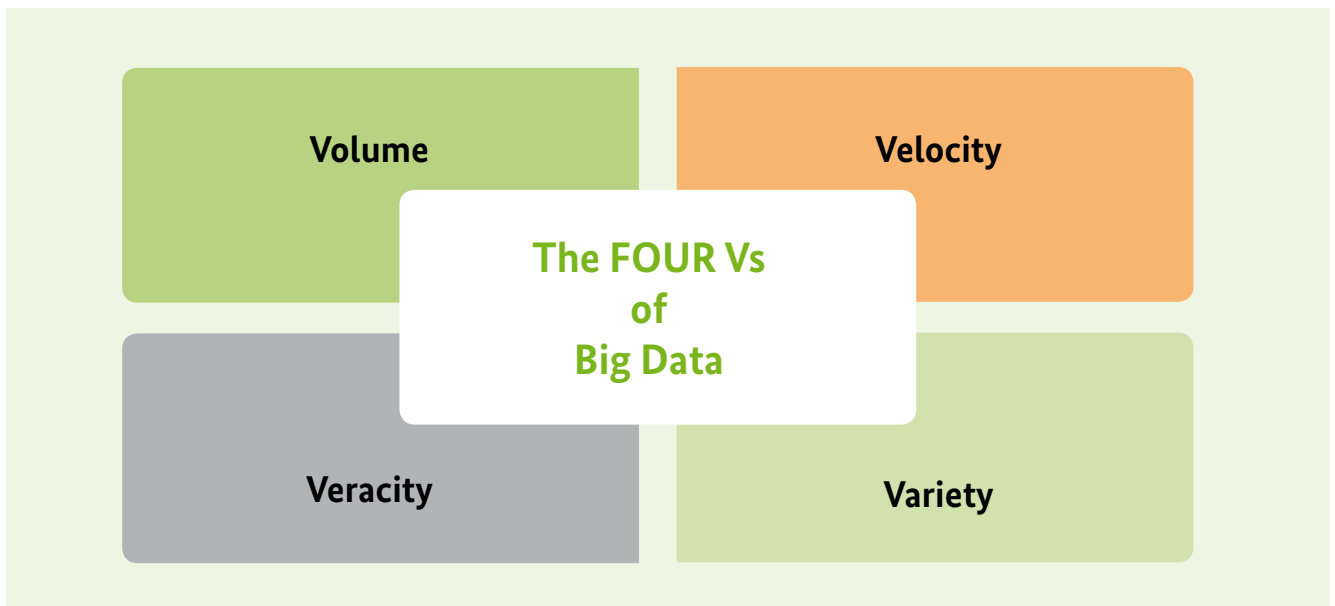 Volume
Velocity
The FOUR Vs
of
Big Data
Veracity
Variety